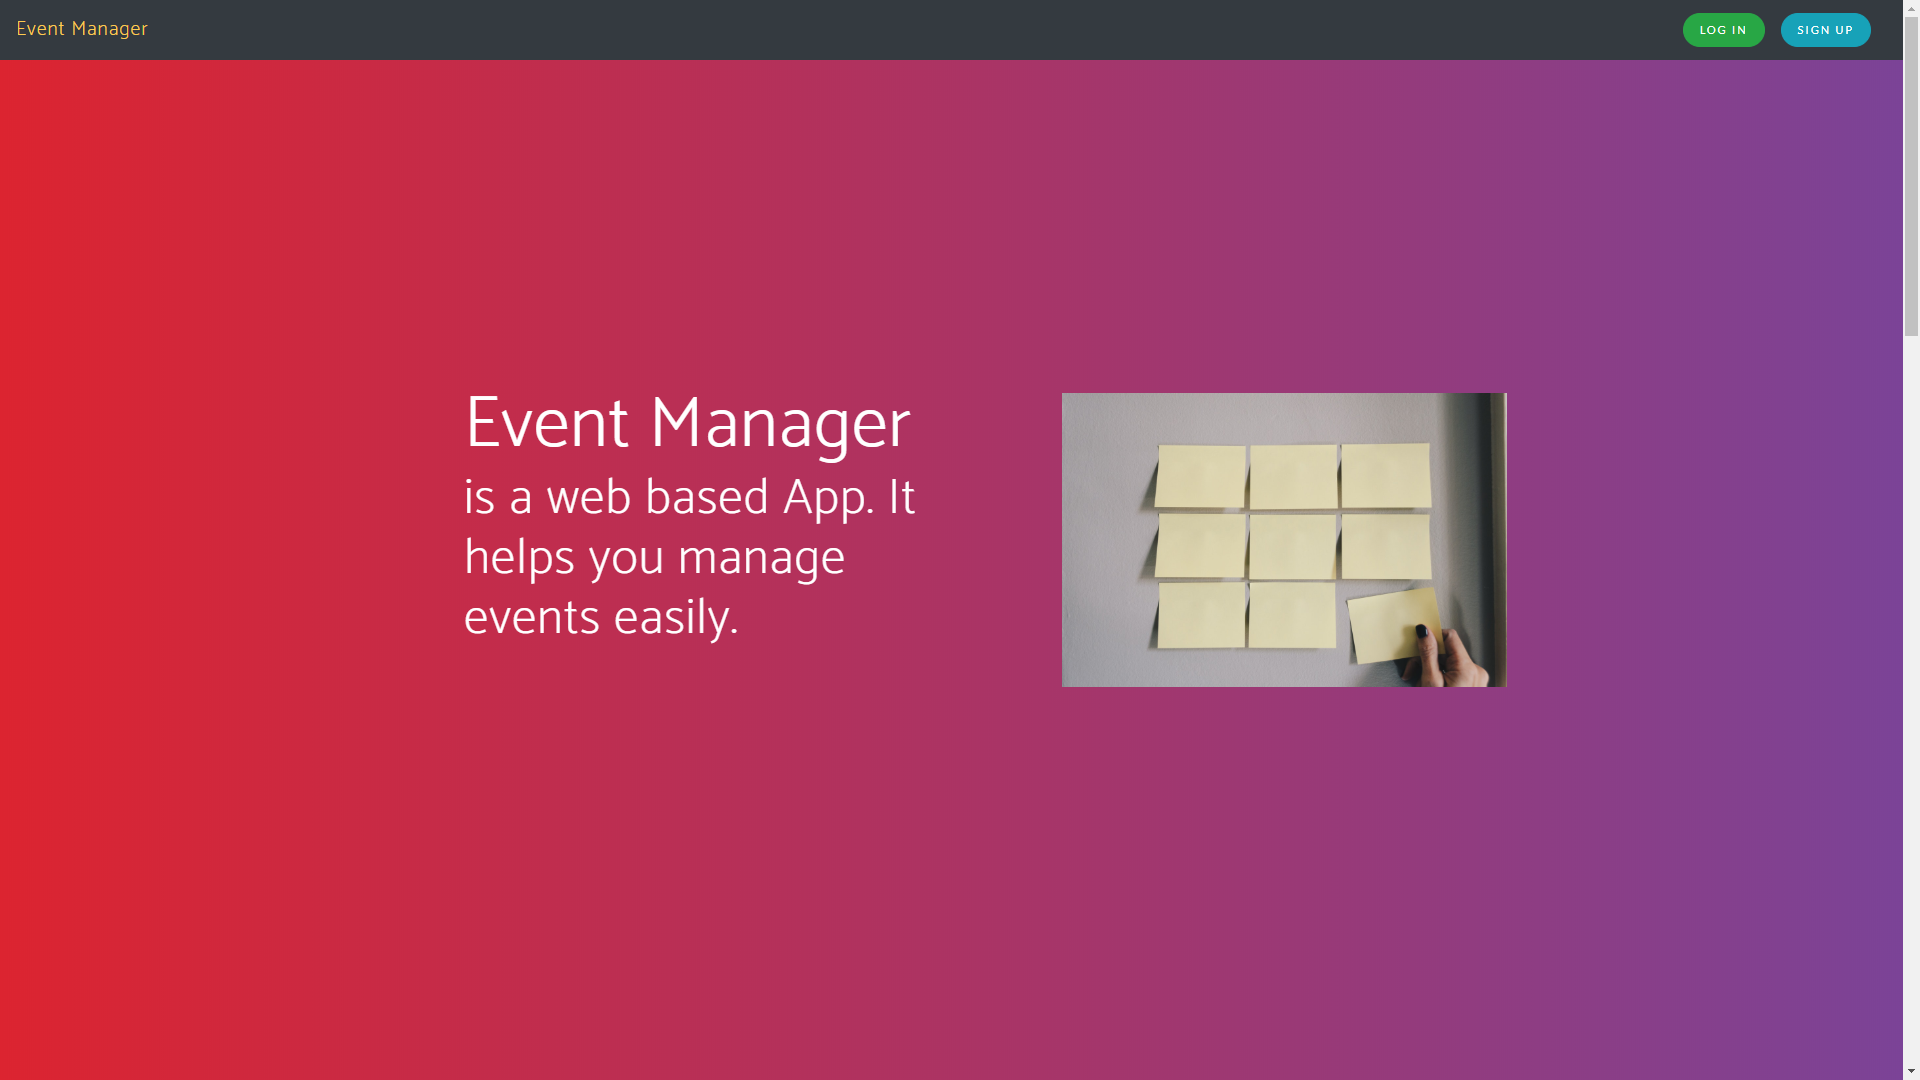 Event Manager
LOG IN
SIGN UP
Event Manager
is a web based App. It
helps you manage
events easily.